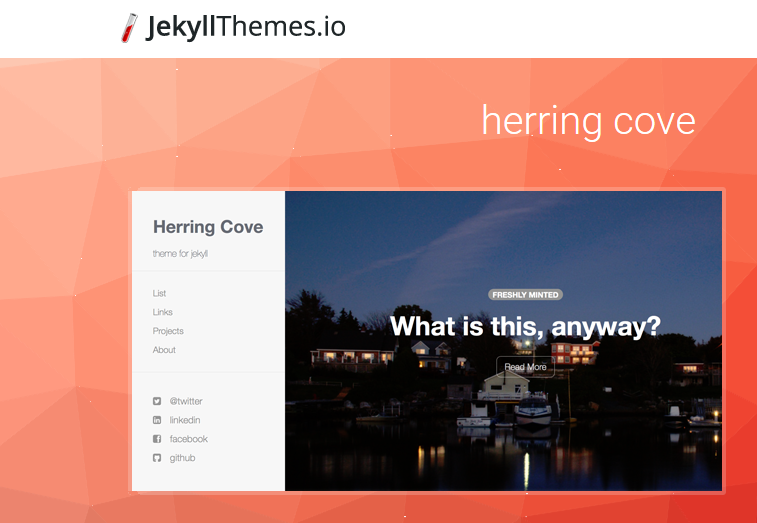 JekyllThemes.io
herring cove
Herring Cove
theme for jekyll
List
Links
Projects
About
@twitter
linkedin
facebook
github
FRESHLY MINTED
What is this, anyway?
Read More